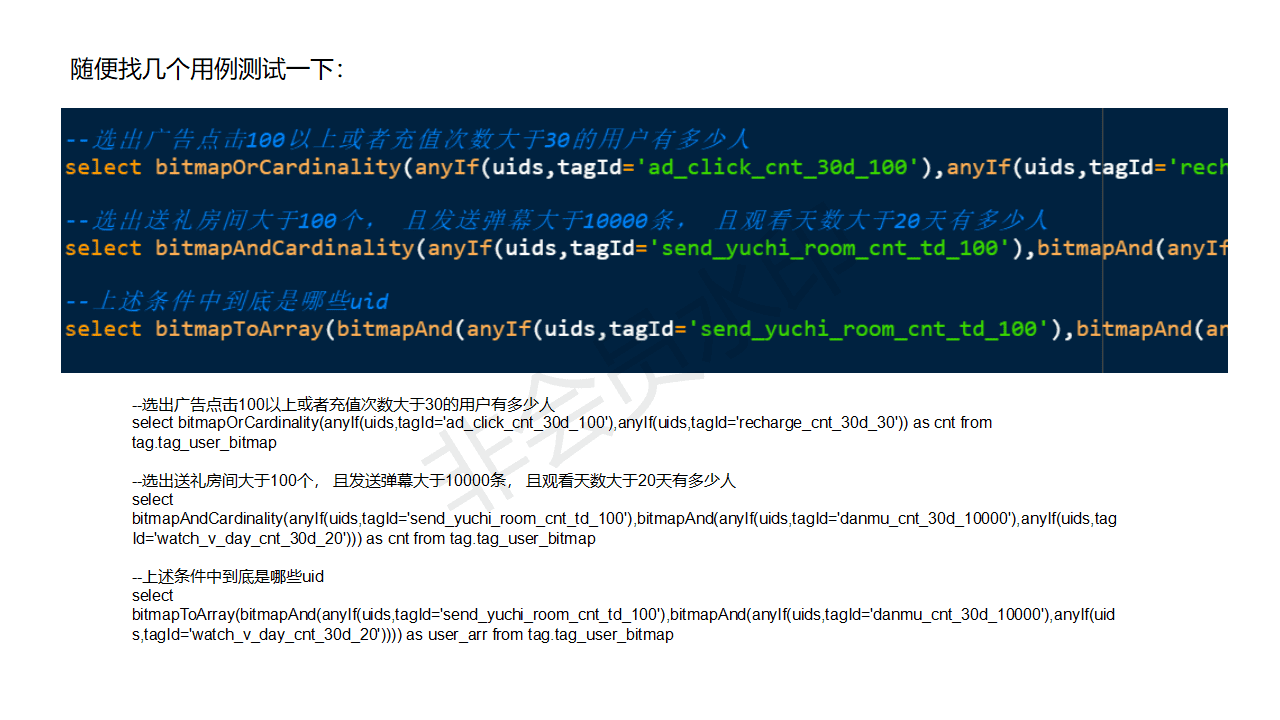 随便找几个用例测试一下：
--选出广告点击100以上或者充值次数大于30的用户有多少人
select bitmapOrCardinality(anyIf(uids,tagId='ad_click_cnt_30d_100'),anyIf(uids,tagId='rech
--选出送礼房间大于100个， 且发送弹幕大于10000条， 且观看天数大于20天有多少人
select bitmapAndCardinality(anyIf(uids,tagId='send_yuchi_room_cnt_td_100'),bitmapAnd(anyIf
--上述条件中到底是哪些uid
select bitmapToArray(bitmapAnd(anyIf(uids,tagId='send_yuchi_room_cnt_td_100'),bitmapAnd(an
--选出广告点击100以上或者充值次数大于30的用户有多少人
select bitmapOrCardinality(anyIf(uids,tagId='ad_click_cnt_30d_100'),anyIf(uids,tagId='recharge_cnt_30d_30')) as cnt from
tag.tag_user_bitmap
--选出送礼房间大于100个， 且发送弹幕大于10000条， 且观看天数大于20天有多少人
select
bitmapAndCardinality(anyIf(uids,tagId='send_yuchi_room_cnt_td_100'),bitmapAnd(anyIf(uids,tagId='danmu_cnt_30d_10000'),anyIf(uids,tag
Id='watch_v_day_cnt_30d_20'))) as cnt from tag.tag_user_bitmap
--上述条件中到底是哪些uid
select
bitmapToArray(bitmapAnd(anyIf(uids,tagId='send_yuchi_room_cnt_td_100'),bitmapAnd(anyIf(uids,tagId='danmu_cnt_30d_10000'),anyIf(uid
s,tagId='watch_v_day_cnt_30d_20')))) as user_arr from tag.tag_user_bitmap
非会员水印